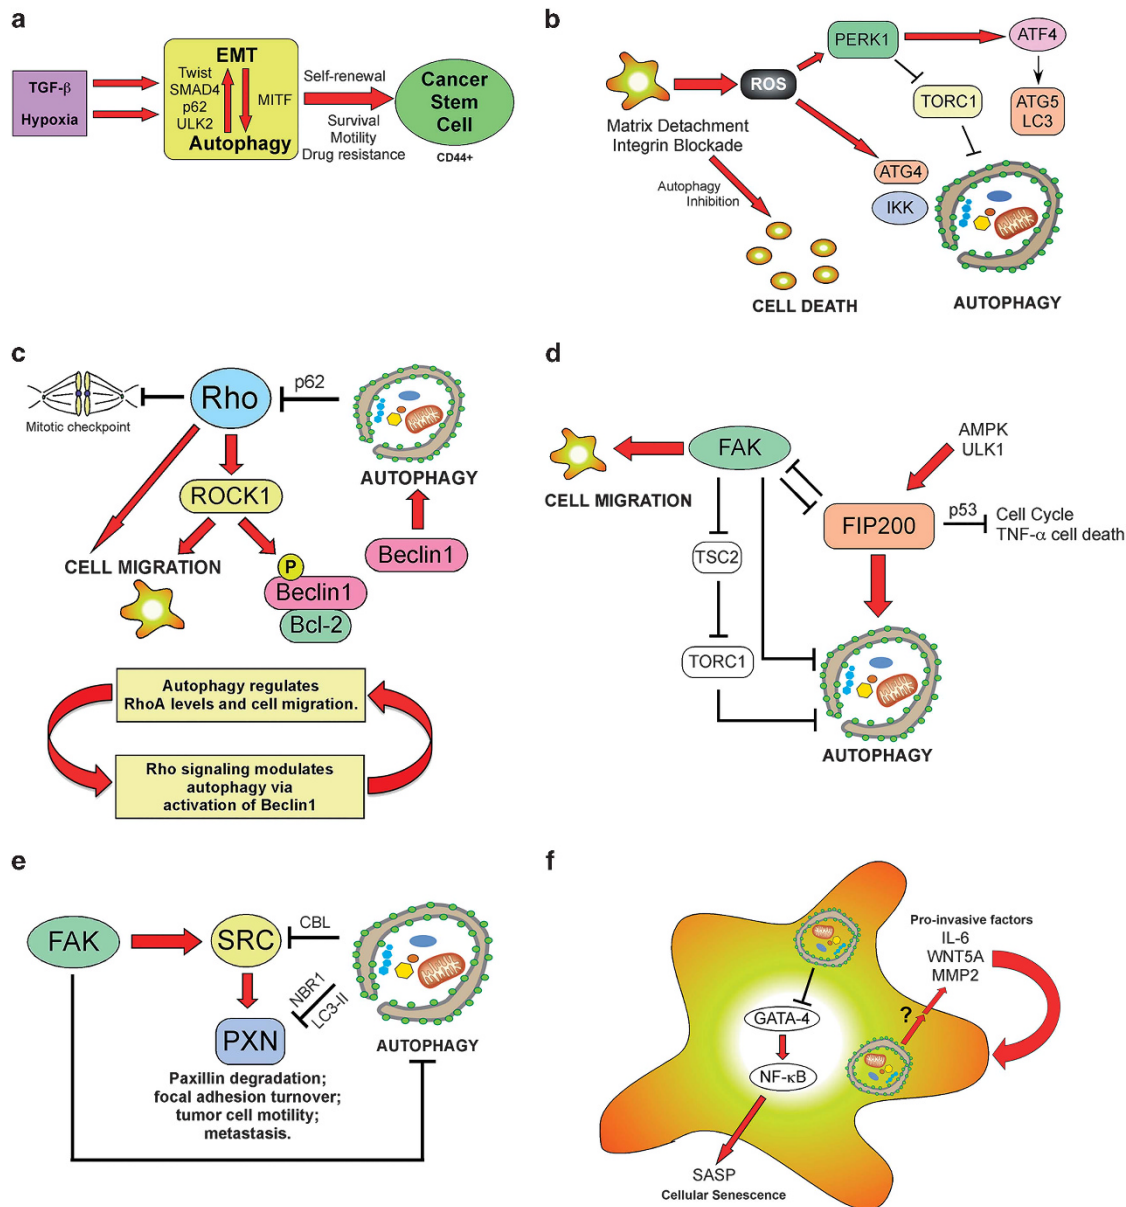 a
TGF-β
Hypoxia
EMT
Twist
SMAD4
p62
ULK2
MITF
Autophagy
Self-renewal
Survival
Motility
Drug resistance
Cancer
Stem
Cell
CD44+
b
PERK1
ATF4
ROS
TORC1
ATG5
LC3
Matrix Detachment
Integrin Blockade
ATG4
IKK
Autophagy
Inhibition
CELL DEATH
AUTOPHAGY
c
Mitotic checkpoint
Rho
p62
AUTOPHAGY
ROCK1
Beclin1
CELL MIGRATION
P
Beclin1
Bcl-2
Autophagy regulates
RhoA levels and cell migration.
Rho signaling modulates
autophagy via
activation of Beclin1
d
FAK
AMPK
ULK1
CELL MIGRATION
FIP200
p53
Cell Cycle
TNF-α cell death
TSC2
TORC1
AUTOPHAGY
e
FAK
SRC
CBL
NBR1
LC3-II
PXN
AUTOPHAGY
Paxillin degradation;
focal adhesion turnover;
tumor cell motility;
metastasis.
f
Pro-invasive factors
IL-6
WNT5A
MMP2
GATA-4
?
NF-κB
SASP
Cellular Senescence